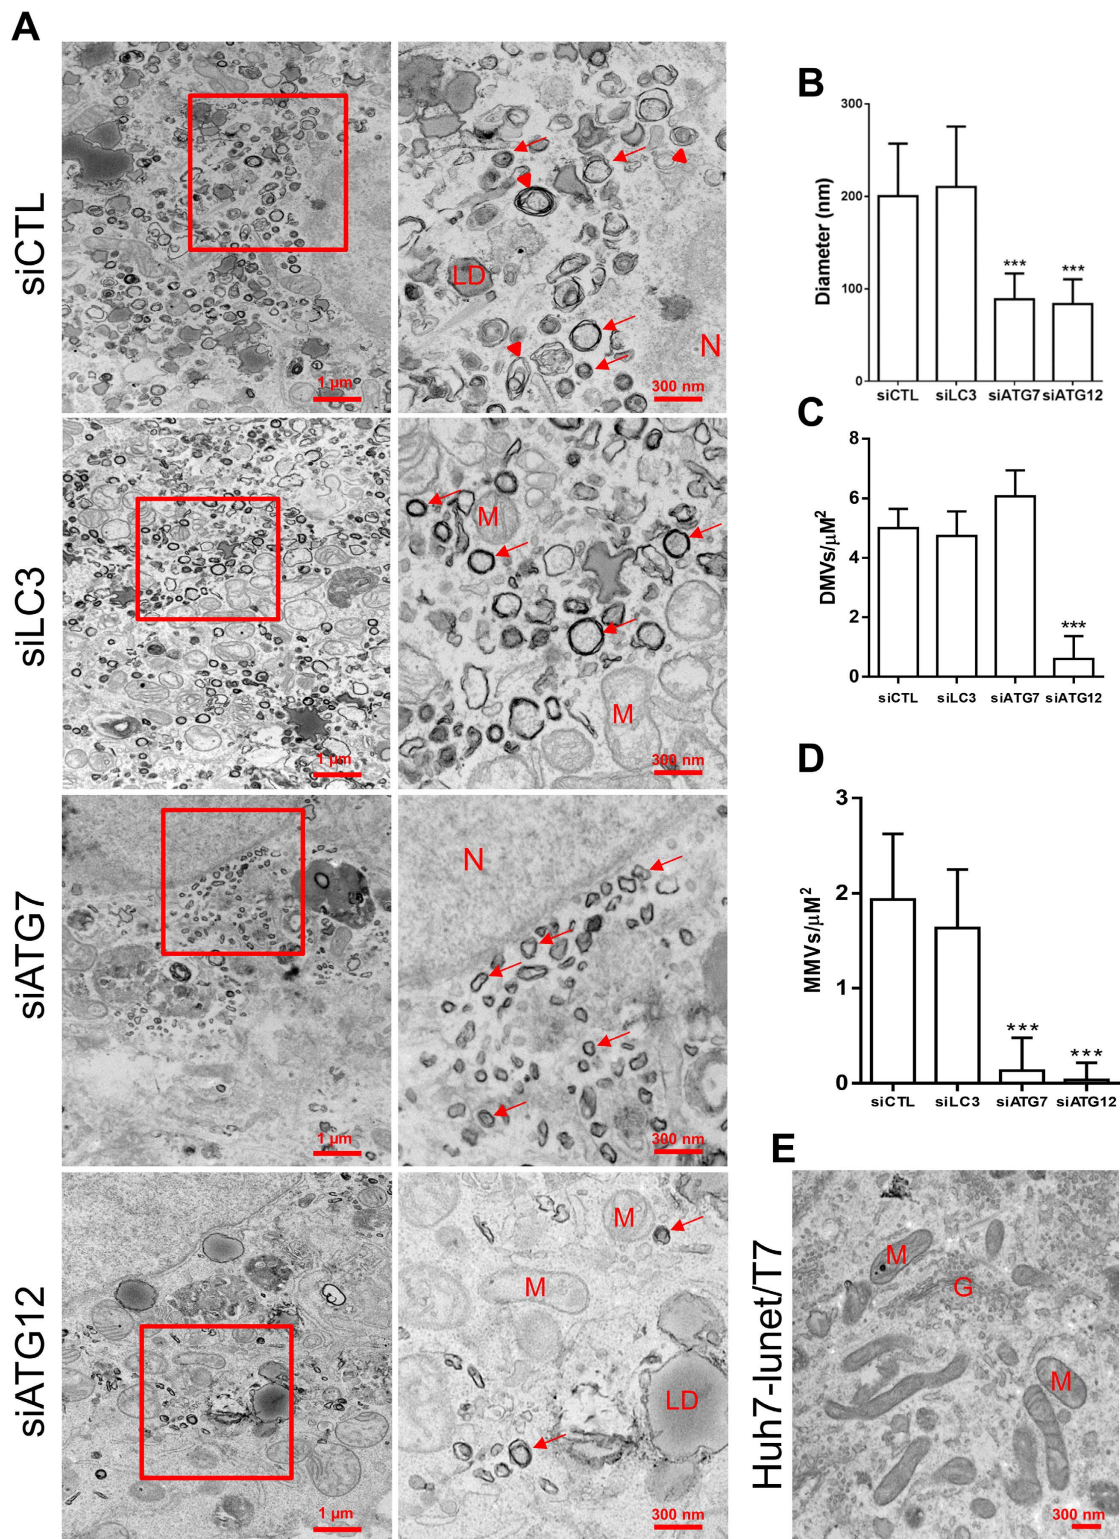 A
siCTL
1 µm
LD
N
300 nm
siLC3
1 µm
M
M
300 nm
siATG7
1 µm
N
300 nm
siATG12
1 µm
M
M
LD
300 nm
B
Diameter (nm)
300
200
100
0
***
***
siCTL siLC3 siATG7 siATG12
C
DMVs/µM²
8
6
4
2
0
***
siCTL siLC3 siATG7 siATG12
D
MMVs/µM²
3
2
1
0
***
***
siCTL siLC3 siATG7 siATG12
E
Huh7-lunet/T7
M
G
M
300 nm